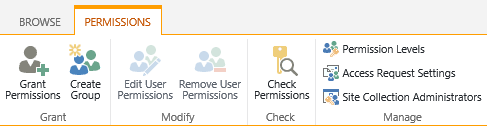 BROWSE PERMISSIONS
Grant Permissions
Create Group
Edit User Permissions
Remove User Permissions
Check Permissions
Permission Levels
Access Request Settings
Site Collection Administrators
Grant Modify Check Manage